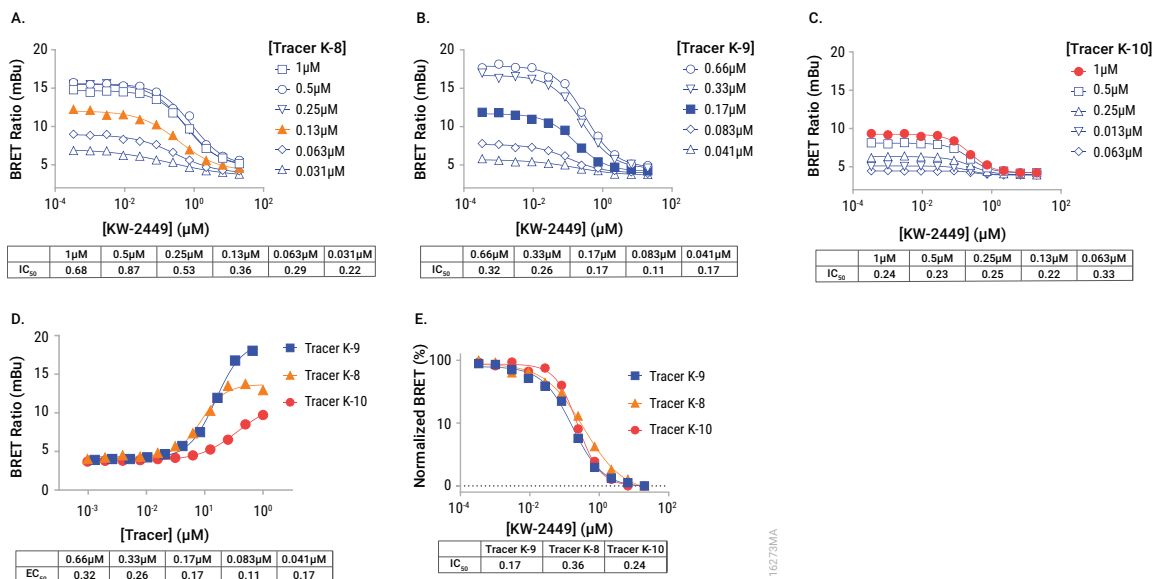 A.
[Tracer K-8]
BRET Ratio (mBu)
20
15
10
5
1µM
0.5µM
0.25µM
0.13µM
0.063µM
0.031µM
10-4
10-2
100
102
[KW-2449] (µM)
1µM 0.5µM 0.25µM 0.13µM 0.063µM 0.031µM
IC50 0.68 0.87 0.53 0.36 0.29 0.22
B.
[Tracer K-9]
BRET Ratio (mBu)
20
15
10
5
0.66µM
0.33µM
0.17µM
0.083µM
0.041µM
10-4
10-2
100
102
[KW-2449] (µM)
0.66µM 0.33µM 0.17µM 0.083µM 0.041µM
IC50 0.32 0.26 0.17 0.11 0.17
C.
[Tracer K-10]
BRET Ratio (mBu)
20
15
10
5
1µM
0.5µM
0.25µM
0.013µM
0.063µM
10-4
10-2
100
102
[KW-2449] (µM)
1µM 0.5µM 0.25µM 0.13µM 0.063µM
IC50 0.24 0.23 0.25 0.22 0.33
D.
BRET Ratio (mBu)
20
15
10
5
0
Tracer K-9
Tracer K-8
Tracer K-10
10-3
10-2
101
100
[Tracer] (µM)
0.66µM 0.33µM 0.17µM 0.083µM 0.041µM
EC50 0.32 0.26 0.17 0.11 0.17
E.
Normalized BRET (%)
100
10
0
Tracer K-9
Tracer K-8
Tracer K-10
10-4
10-2
100
102
[KW-2449] (µM)
Tracer K-9 Tracer K-8 Tracer K-10
IC50 0.17 0.36 0.24
16273MA